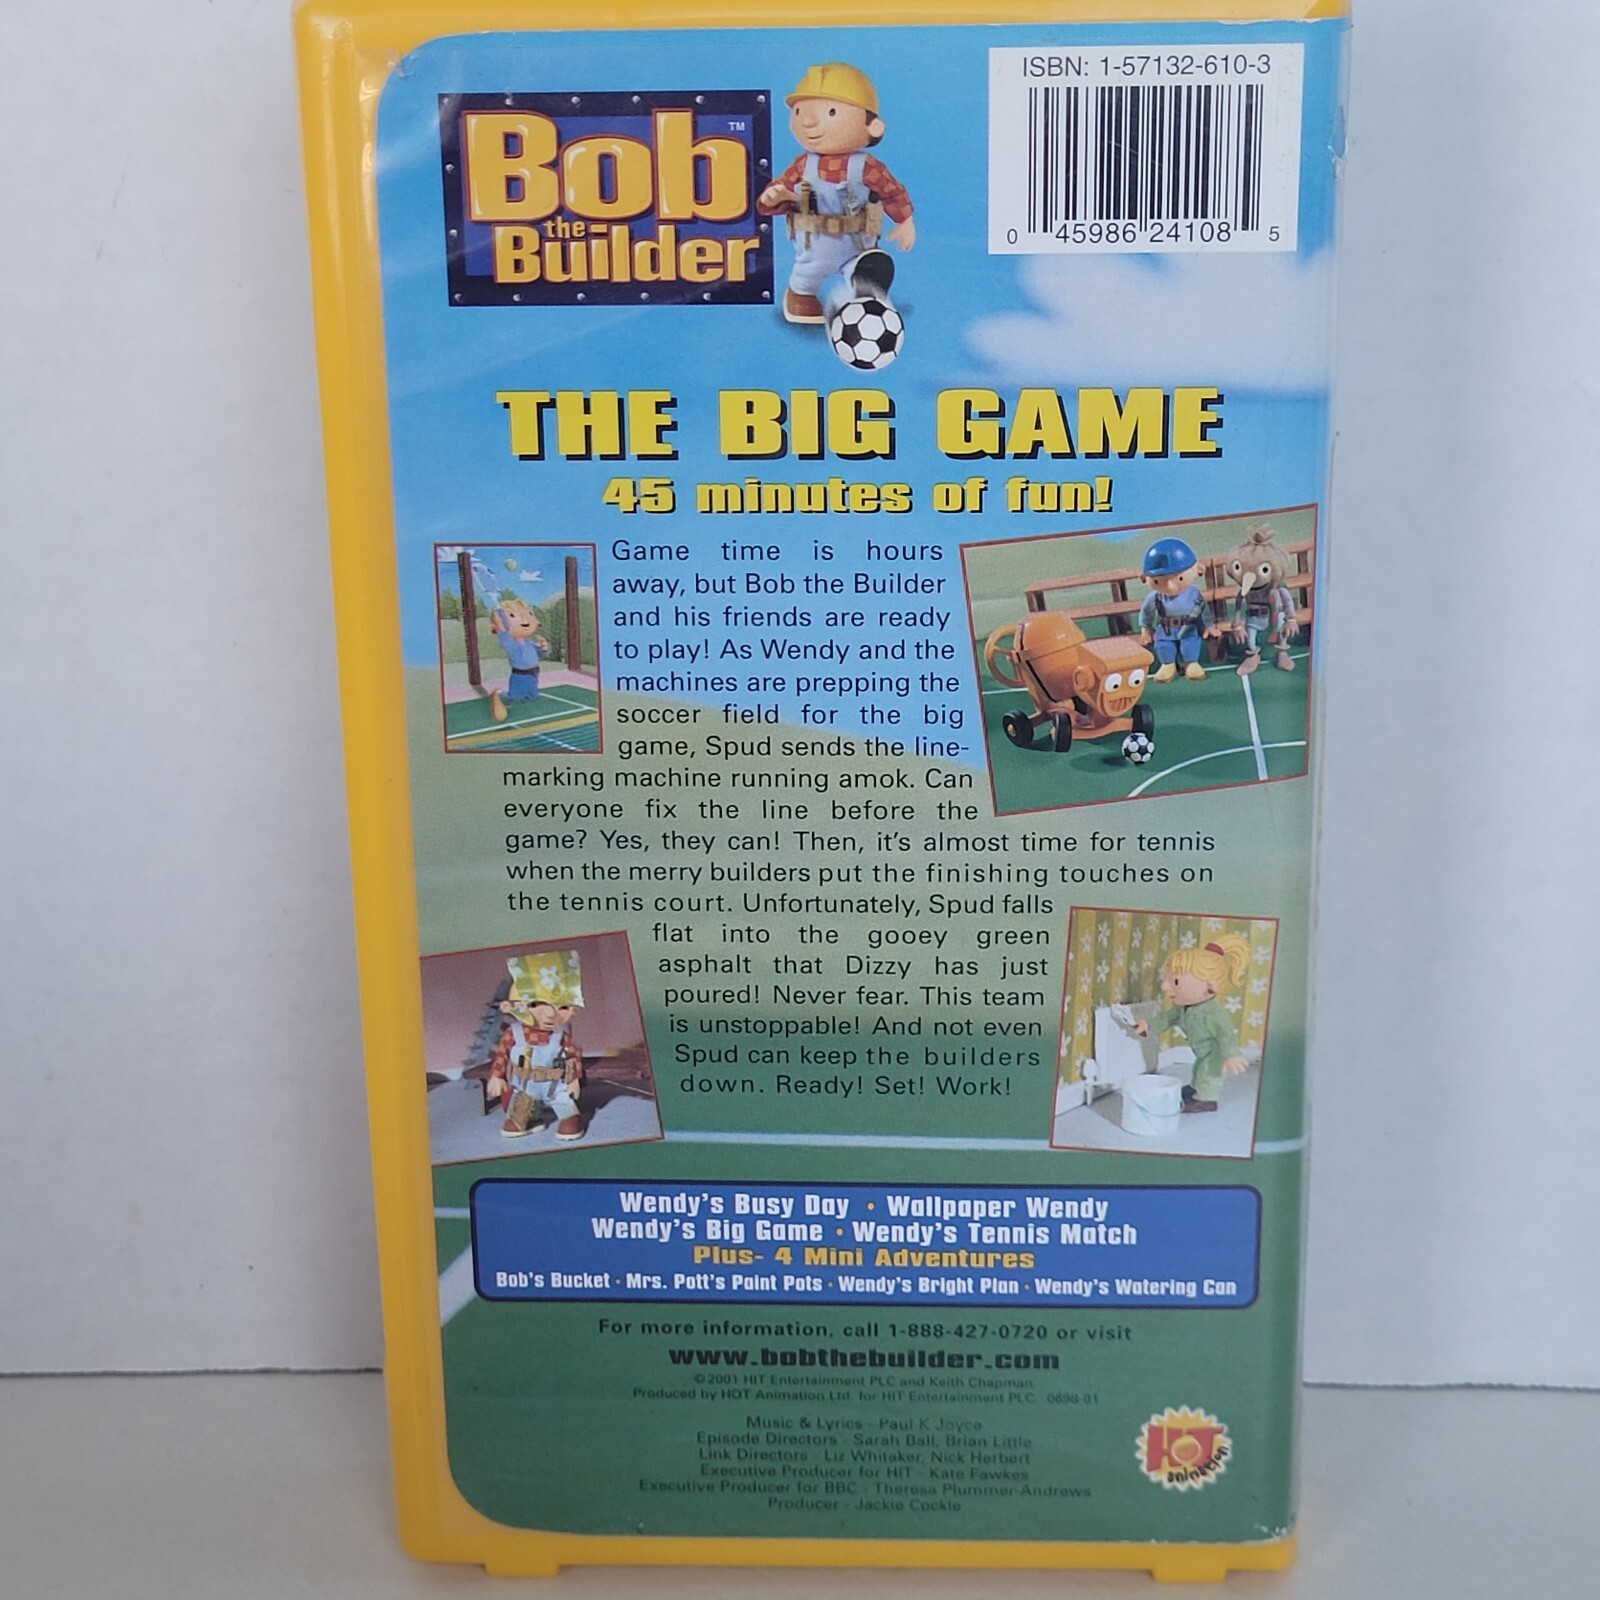 ISBN: 1-57132-610-3
Bob
TM
the
Builder
0 45986 24108 5
THE BIG GAME
45 minutes of fun!
Game time is hours
away, but Bob the Builder
and his friends are ready
to play! As Wendy and the
machines are prepping the
soccer field for the big
game, Spud sends the line-
marking machine running amok. Can
everyone fix the line before the
game? Yes, they can! Then, it's almost time for tennis
when the merry builders put the finishing touches on
the tennis court. Unfortunately, Spud falls
flat into the gooey green
asphalt that Dizzy has just
poured! Never fear. This team
is unstoppable! And not even
Spud can keep the builders
down. Ready! Set! Work!
Wendy's Busy Day • Wallpaper Wendy
Wendy's Big Game • Wendy's Tennis Match
Plus- 4 Mini Adventures
Bob's Bucket • Mrs. Pott's Paint Pots • Wendy's Bright Plan • Wendy's Watering Can
For more information, call 1-888-427-0720 or visit
www.bobthebuilder.com
©2001 HIT Entertainment PLC and Keith Chapman
Produced by HOT Animation Ltd. for HIT Entertainment PLC. 0698-01
Music & Lyrics - Paul K Joyce
Episode Directors - Sarah Ball, Brian Little
Link Directors - Liz Whitaker, Nick Herbert
Executive Producer for HIT - Kate Fawkes
Executive Producer for BBC - Theresa Plummer-Andrews
Producer - Jackie Cockle
HOT
animation